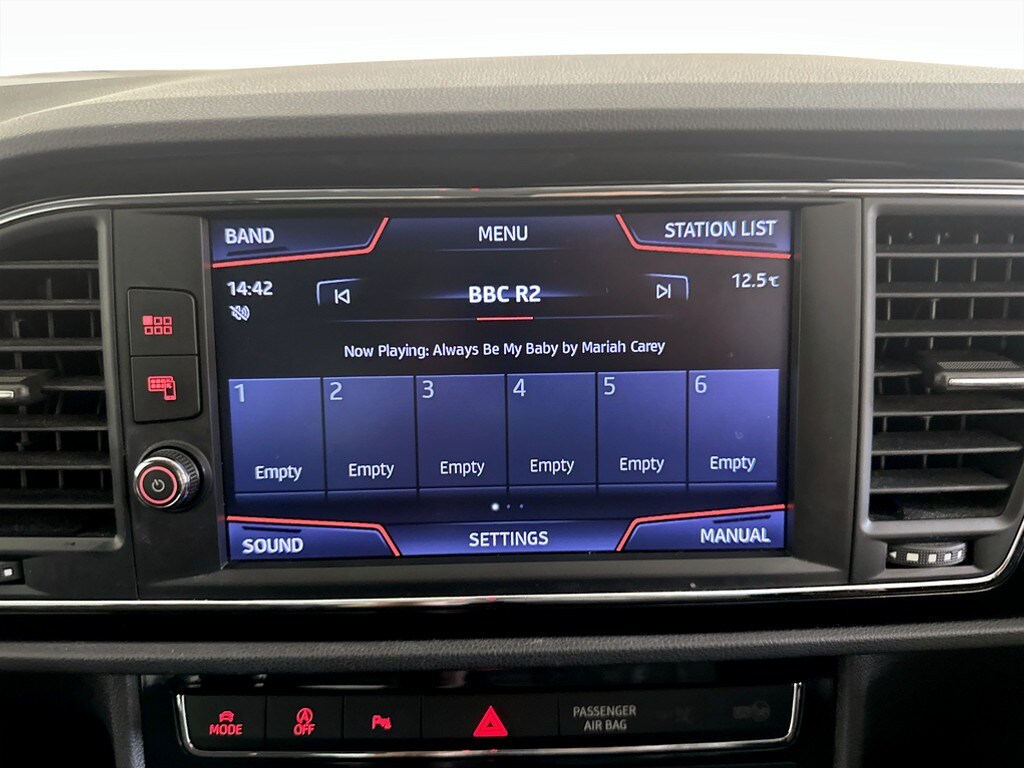 BAND MENU STATION LIST
14:42 BBC R2 12.5°C
Now Playing: Always Be My Baby by Mariah Carey
1 2 3 4 5 6
Empty Empty Empty Empty Empty Empty
SOUND SETTINGS MANUAL
MODE
A OFF
P
PASSENGER
AIR BAG